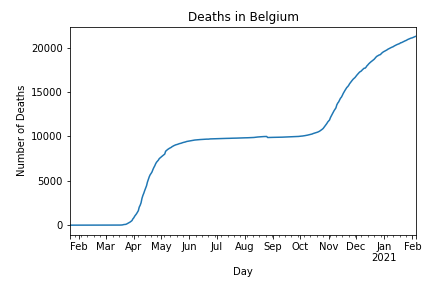 Deaths in Belgium
Number of Deaths
20000
15000
10000
5000
0
Feb Mar Apr May Jun Jul Aug Sep Oct Nov Dec Jan Feb
2021
Day